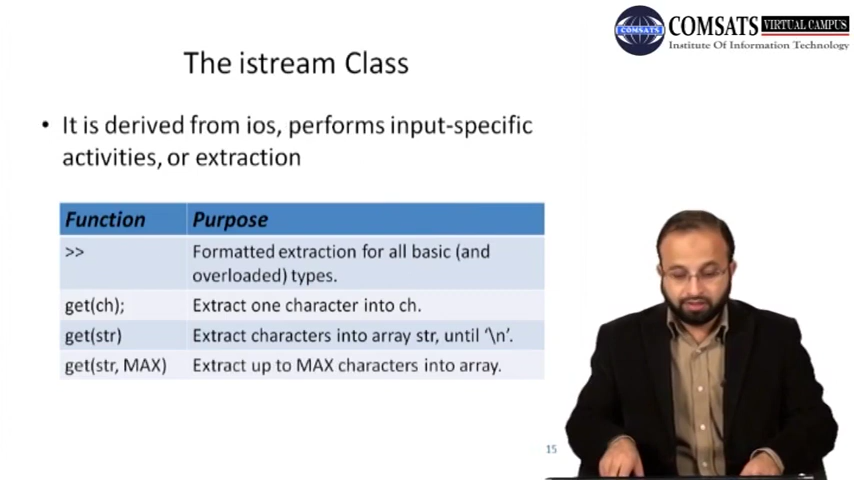 COMSATS VIRTUAL CAMPUS
COMSATS
Institute Of Information Technology
The istream Class
• It is derived from ios, performs input-specific
activities, or extraction
Function Purpose
>> Formatted extraction for all basic (and
overloaded) types.
get(ch); Extract one character into ch.
get(str) Extract characters into array str, until ‘\n’.
get(str, MAX) Extract up to MAX characters into array.
15